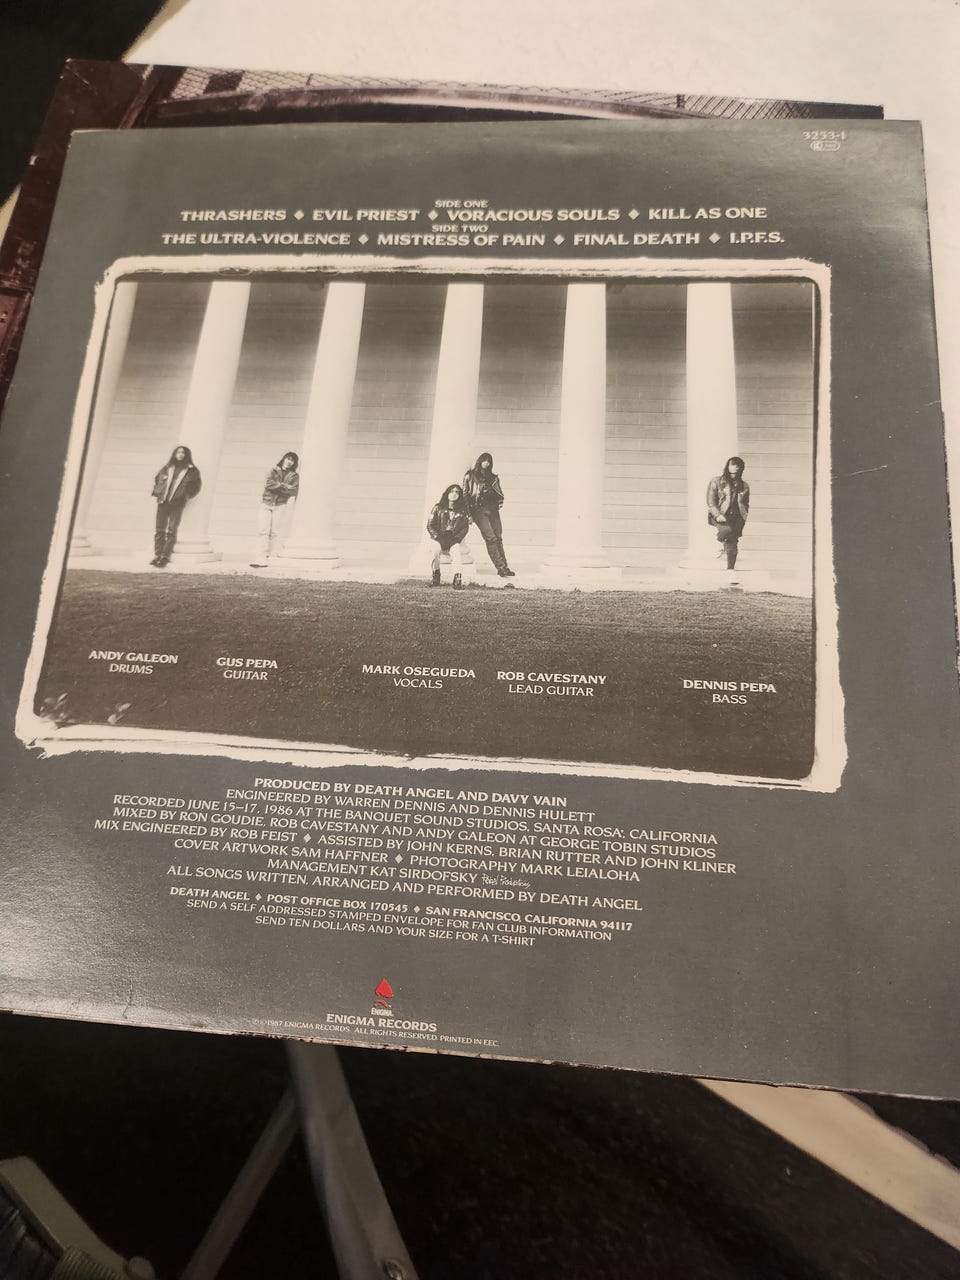 3253-1
SIDE ONE
THRASHERS ♦ EVIL PRIEST ♦ VORACIOUS SOULS ♦ KILL AS ONE
SIDE TWO
THE ULTRA-VIOLENCE ♦ MISTRESS OF PAIN ♦ FINAL DEATH ♦ I.P.F.S.
ANDY GALEON
DRUMS
GUS PEPA
GUITAR
MARK OSEGUEDA
VOCALS
ROB CAVESTANY
LEAD GUITAR
DENNIS PEPA
BASS
PRODUCED BY DEATH ANGEL AND DAVY VAIN
ENGINEERED BY WARREN DENNIS AND DENNIS HULETT
RECORDED JUNE 15–17, 1986 AT THE BANQUET SOUND STUDIOS, SANTA ROSA, CALIFORNIA
MIXED BY RON GOUDIE, ROB CAVESTANY AND ANDY GALEON AT GEORGE TOBIN STUDIOS
MIX ENGINEERED BY ROB FEIST ♦ ASSISTED BY JOHN KERNS, BRIAN RUTTER AND JOHN KLINER
COVER ARTWORK SAM HAFFNER ♦ PHOTOGRAPHY MARK LEIALOHA
MANAGEMENT KAT SIRDOFSKY
ALL SONGS WRITTEN, ARRANGED AND PERFORMED BY DEATH ANGEL
DEATH ANGEL ♦ POST OFFICE BOX 170545 ♦ SAN FRANCISCO, CALIFORNIA 94117
SEND A SELF ADDRESSED STAMPED ENVELOPE FOR FAN CLUB INFORMATION
SEND TEN DOLLARS AND YOUR SIZE FOR A T-SHIRT
ENIGMA
ENIGMA RECORDS
℗ © 1987 ENIGMA RECORDS. ALL RIGHTS RESERVED. PRINTED IN EEC.